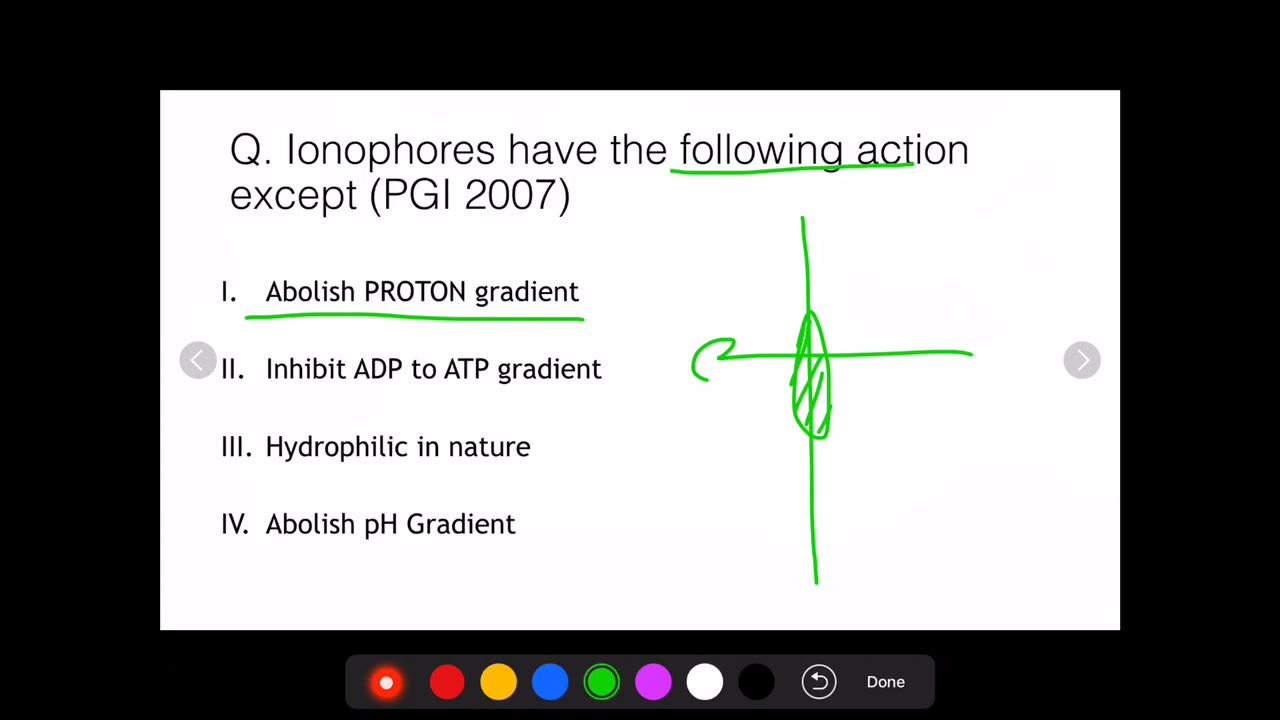 Q. Ionophores have the following action
except (PGI 2007)
I. Abolish PROTON gradient
II. Inhibit ADP to ATP gradient
III. Hydrophilic in nature
IV. Abolish pH Gradient
Done